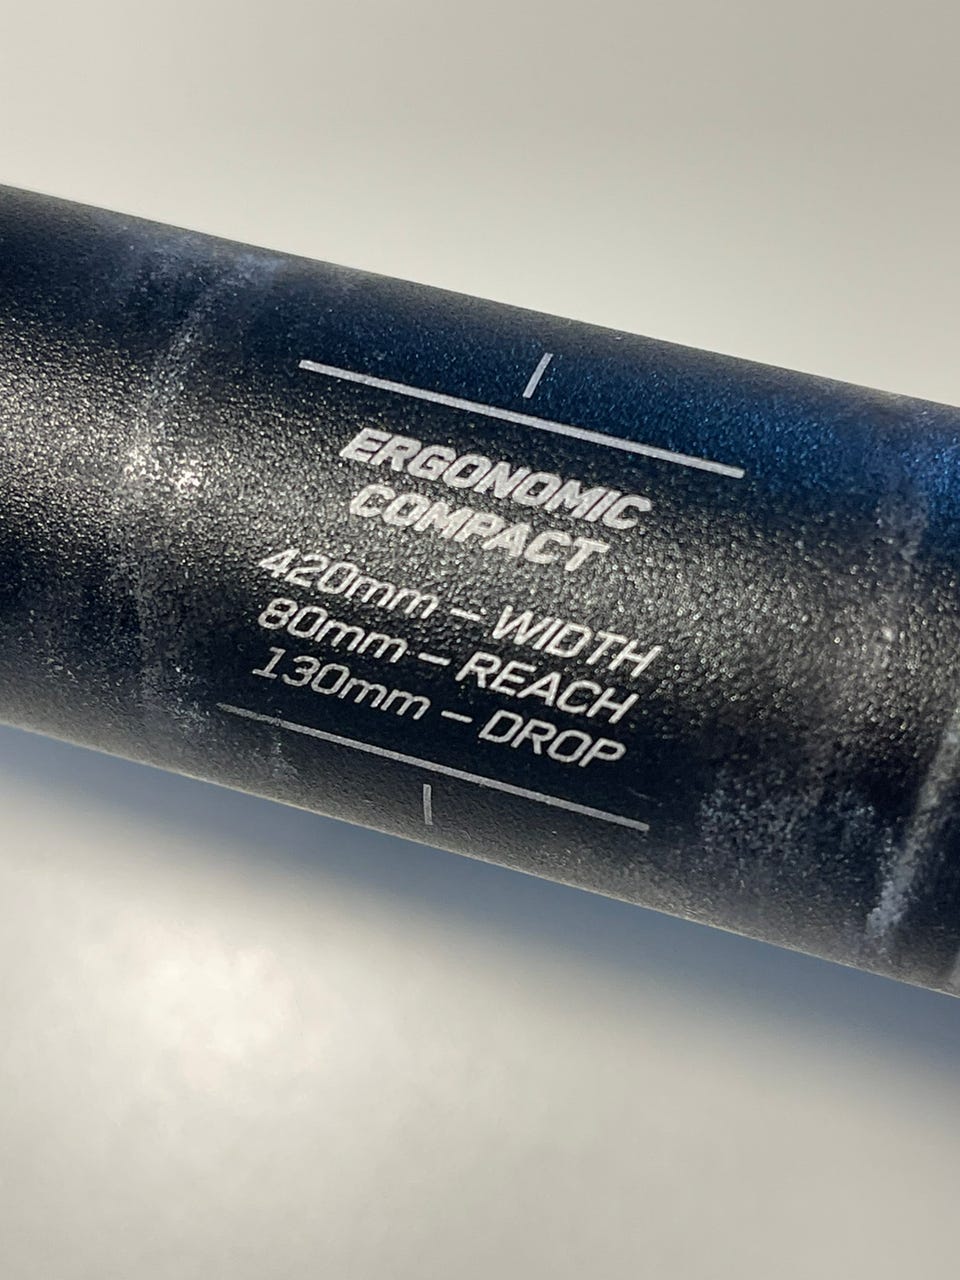 ERGONOMIC
COMPACT
420mm – WIDTH
80mm – REACH
130mm – DROP